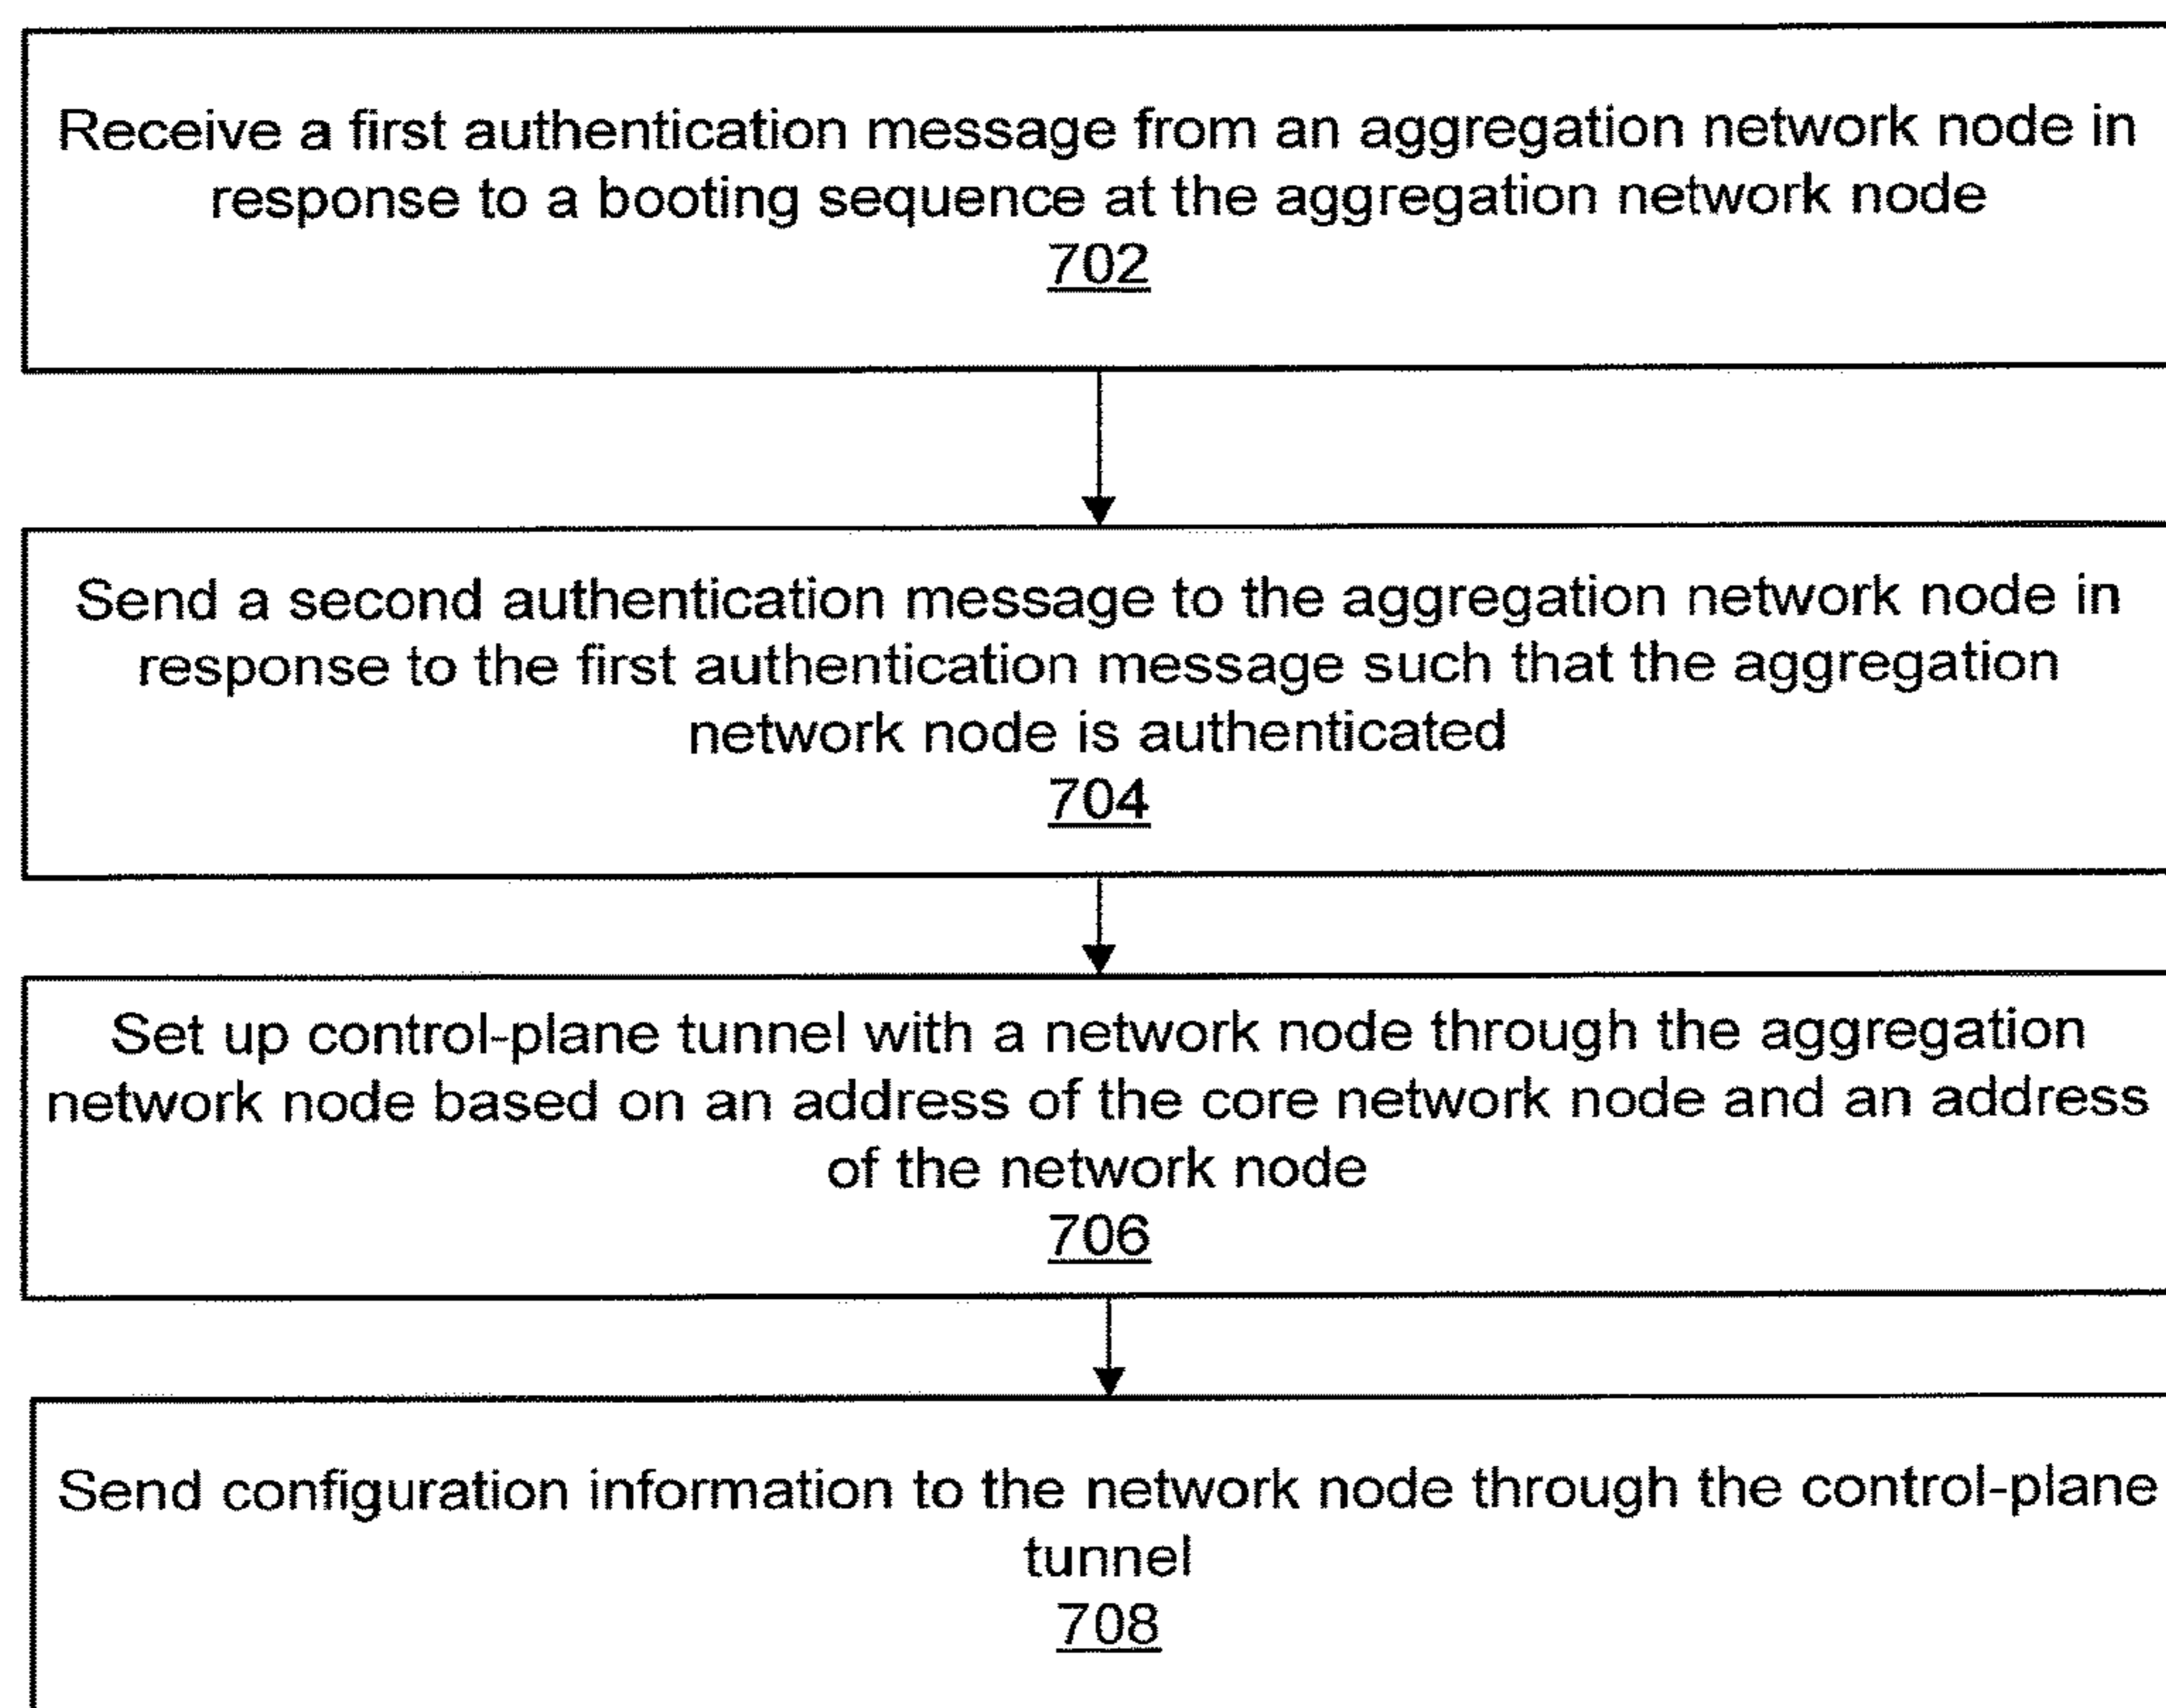 Receive a first authentication message from an aggregation network node in
response to a booting sequence at the aggregation network node
702
Send a second authentication message to the aggregation network node in
response to the first authentication message such that the aggregation
network node is authenticated
704
Set up control-plane tunnel with a network node through the aggregation
network node based on an address of the core network node and an address
of the network node
706
Send configuration information to the network node through the control-plane
tunnel
708